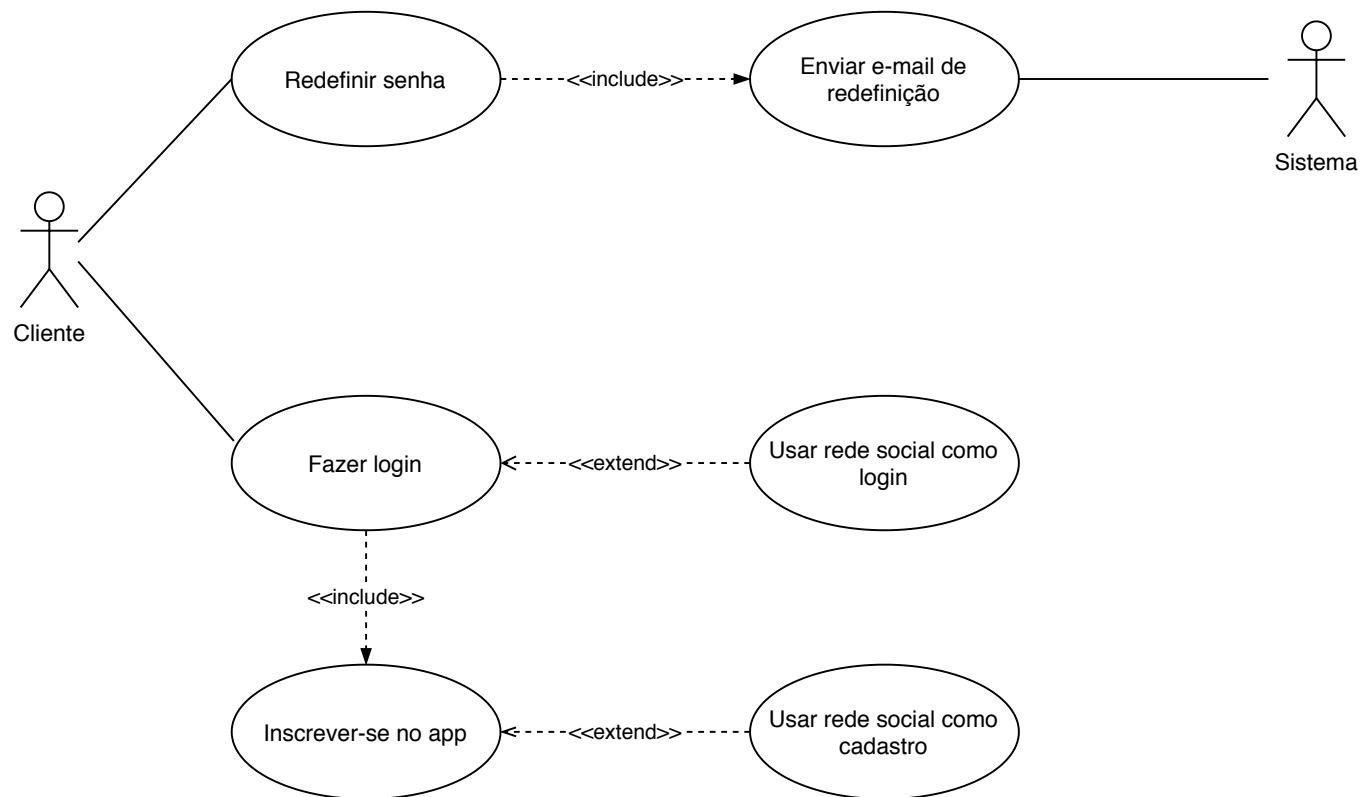 Redefinir senha
<<include>>
Enviar e-mail de
redefinição
Sistema
Cliente
Fazer login
<<extend>>
Usar rede social como
login
<<include>>
Inscrever-se no app
<<extend>>
Usar rede social como
cadastro